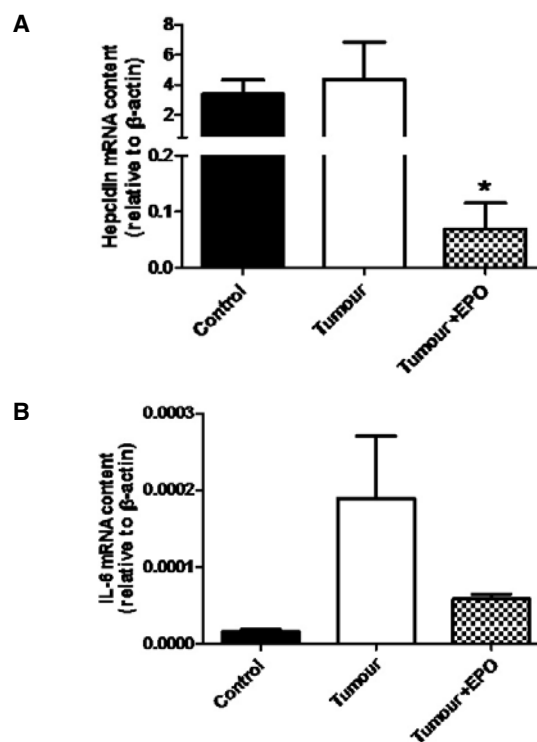 A
Hepcidin mRNA content
(relative to β-actin)
8
6
4
2
0.2
0.1
0.0
*
Control
Tumour
Tumour+EPO
B
IL-6 mRNA content
(relative to β-actin)
0.0003
0.0002
0.0001
0.0000
Control
Tumour
Tumour+EPO